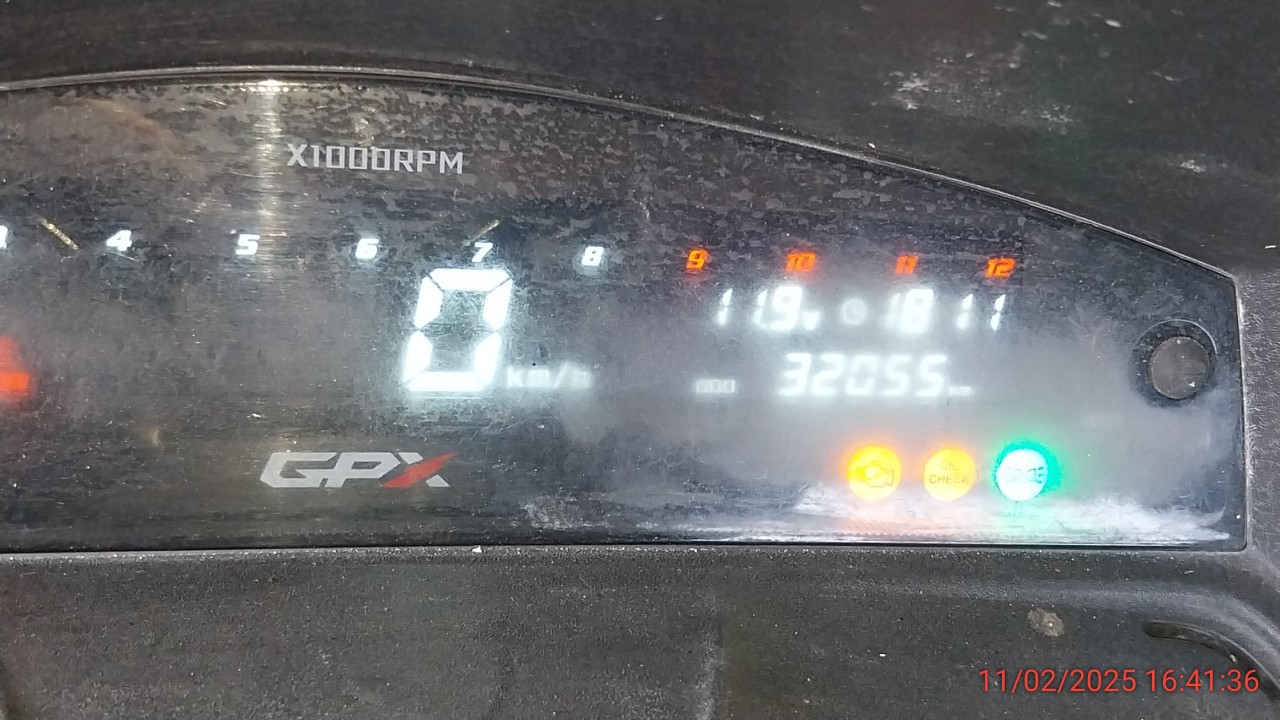 X1000RPM
4 5 6 7 8 9 10 11 12
11.9v 18 11
0 km/h
32055
GPX
OIL CHECK
11/02/2025 16:41:36